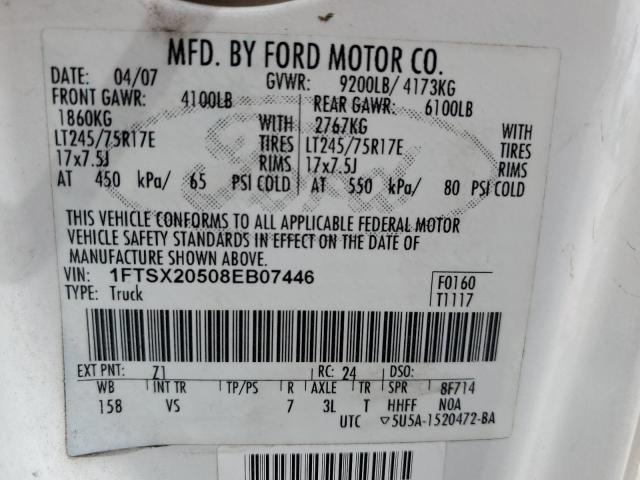 MFD. BY FORD MOTOR CO.
DATE: 04/07 GVWR: 9200LB/ 4173KG
FRONT GAWR: 4100LB REAR GAWR: 6100LB
1860KG WITH 2767KG WITH
LT245/75R17E TIRES LT245/75R17E TIRES
17x7.5J RIMS 17x7.5J RIMS
AT 450 kPa/ 65 PSI COLD AT 550 kPa/ 80 PSI COLD
Ford
THIS VEHICLE CONFORMS TO ALL APPLICABLE FEDERAL MOTOR
VEHICLE SAFETY STANDARDS IN EFFECT ON THE DATE OF
MANUFACTURE SHOWN ABOVE.
VIN: 1FTSX20508EB07446 F0160
TYPE: Truck T1117
EXT PNT: Z1 RC: 24 DSO:
WB INT TR TP/PS R AXLE TR SPR 8F714
158 VS 7 3L T HHFF N0A
UTC ▽5U5A-1520472-BA